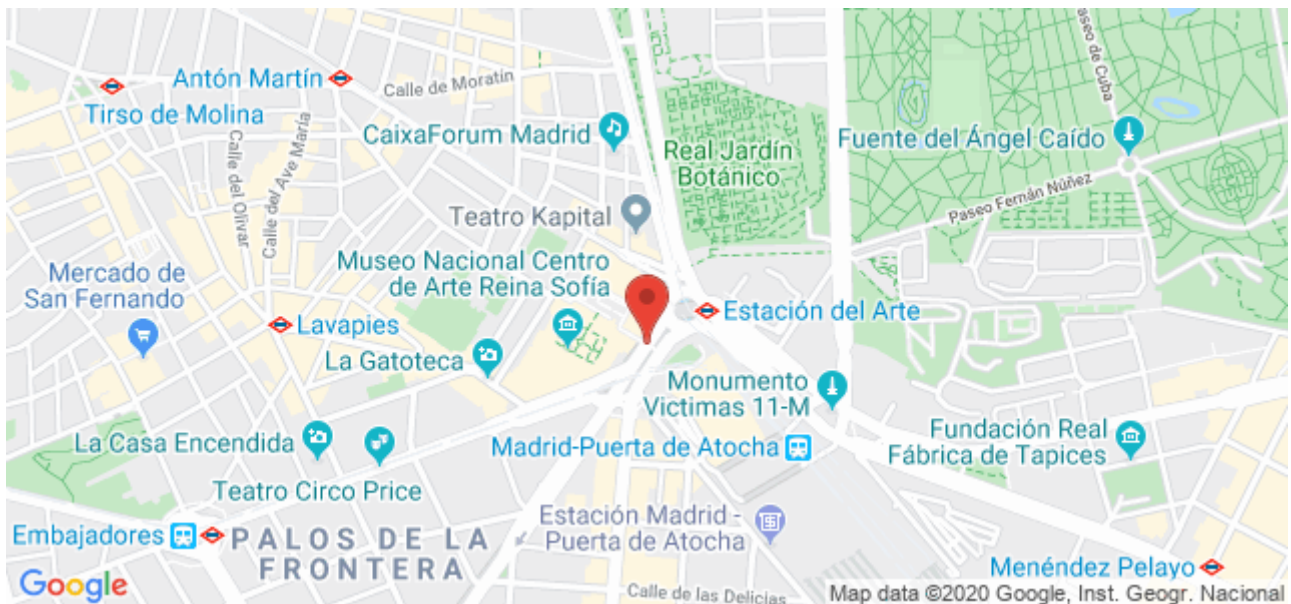 Antón Martín
Tirso de Molina
Calle de Moratín
Paseo de Cuba
CaixaForum Madrid
Real Jardín
Botánico
Fuente del Ángel Caído
Calle del Olivar
Calle del Ave María
Teatro Kapital
Paseo Fernán Núñez
Museo Nacional Centro
de Arte Reina Sofía
Mercado de
San Fernando
Lavapies
Estación del Arte
La Gatoteca
Monumento
Victimas 11-M
La Casa Encendida
Madrid-Puerta de Atocha
Fundación Real
Fábrica de Tapices
Teatro Circo Price
Embajadores
PALOS DE LA
FRONTERA
Estación Madrid -
Puerta de Atocha
Menéndez Pelayo
Google
Calle de las Delicias
Map data ©2020 Google, Inst. Geogr. Nacional